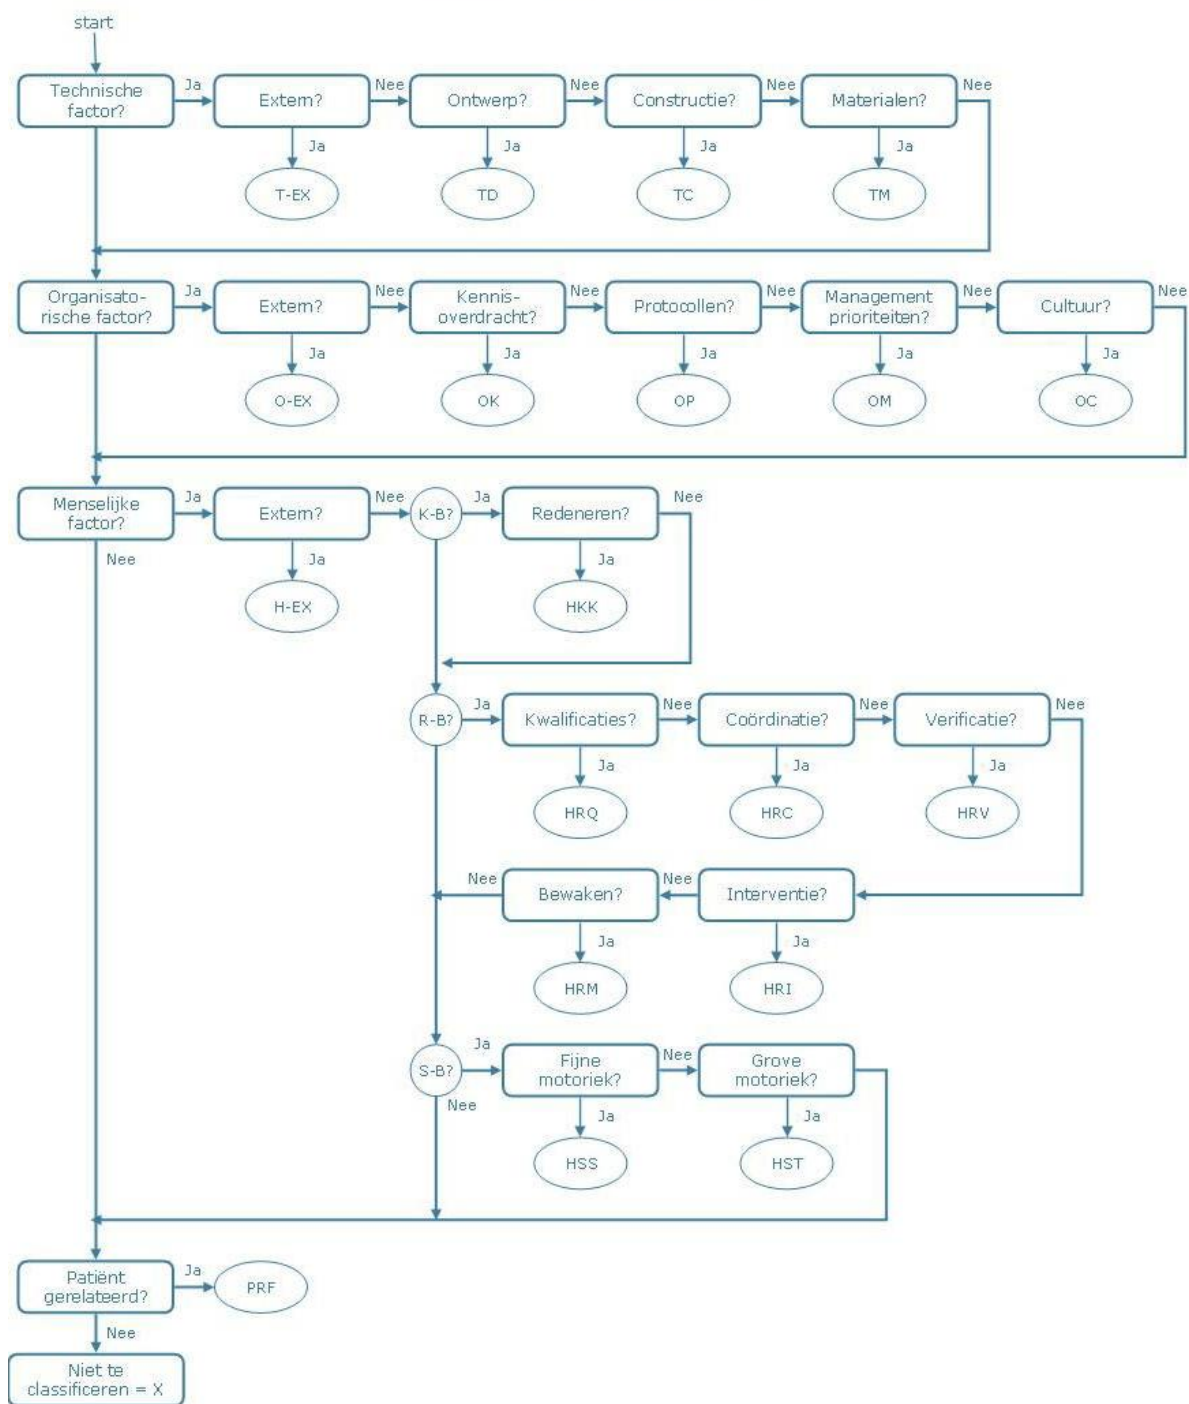 start
Technische
factor?
Ja
Extern?
Nee
Ontwerp?
Nee
Constructie?
Nee
Materialen?
Nee
Ja
Ja
Ja
Ja
T-EX
TD
TC
TM
Organisato-
rische factor?
Ja
Extern?
Nee
Kennis-
overdracht?
Nee
Protocollen?
Nee
Management
prioriteiten?
Nee
Cultuur?
Nee
Ja
Ja
Ja
Ja
Ja
O-EX
OK
OP
OM
OC
Menselijke
factor?
Ja
Extern?
Nee
K-B?
Ja
Redeneren?
Nee
Nee
Ja
Ja
H-EX
HKK
R-B?
Ja
Kwalificaties?
Nee
Coördinatie?
Nee
Verificatie?
Nee
Ja
Ja
Ja
HRQ
HRC
HRV
Nee
Bewaken?
Nee
Interventie?
Ja
Ja
HRM
HRI
S-B?
Ja
Fijne
motoriek?
Nee
Grove
motoriek?
Nee
Ja
Ja
HSS
HST
Patiënt
gerelateerd?
Ja
PRF
Nee
Niet te
classificeren = X